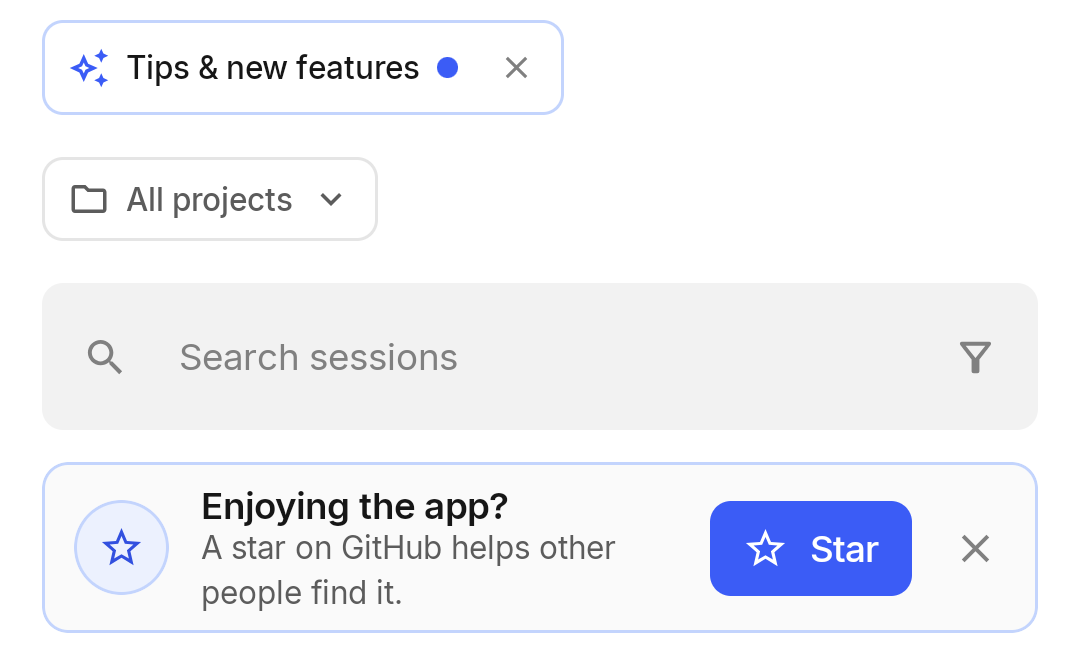 Tips & new features
All projects
Search sessions
Enjoying the app?
A star on GitHub helps other
people find it.
Star